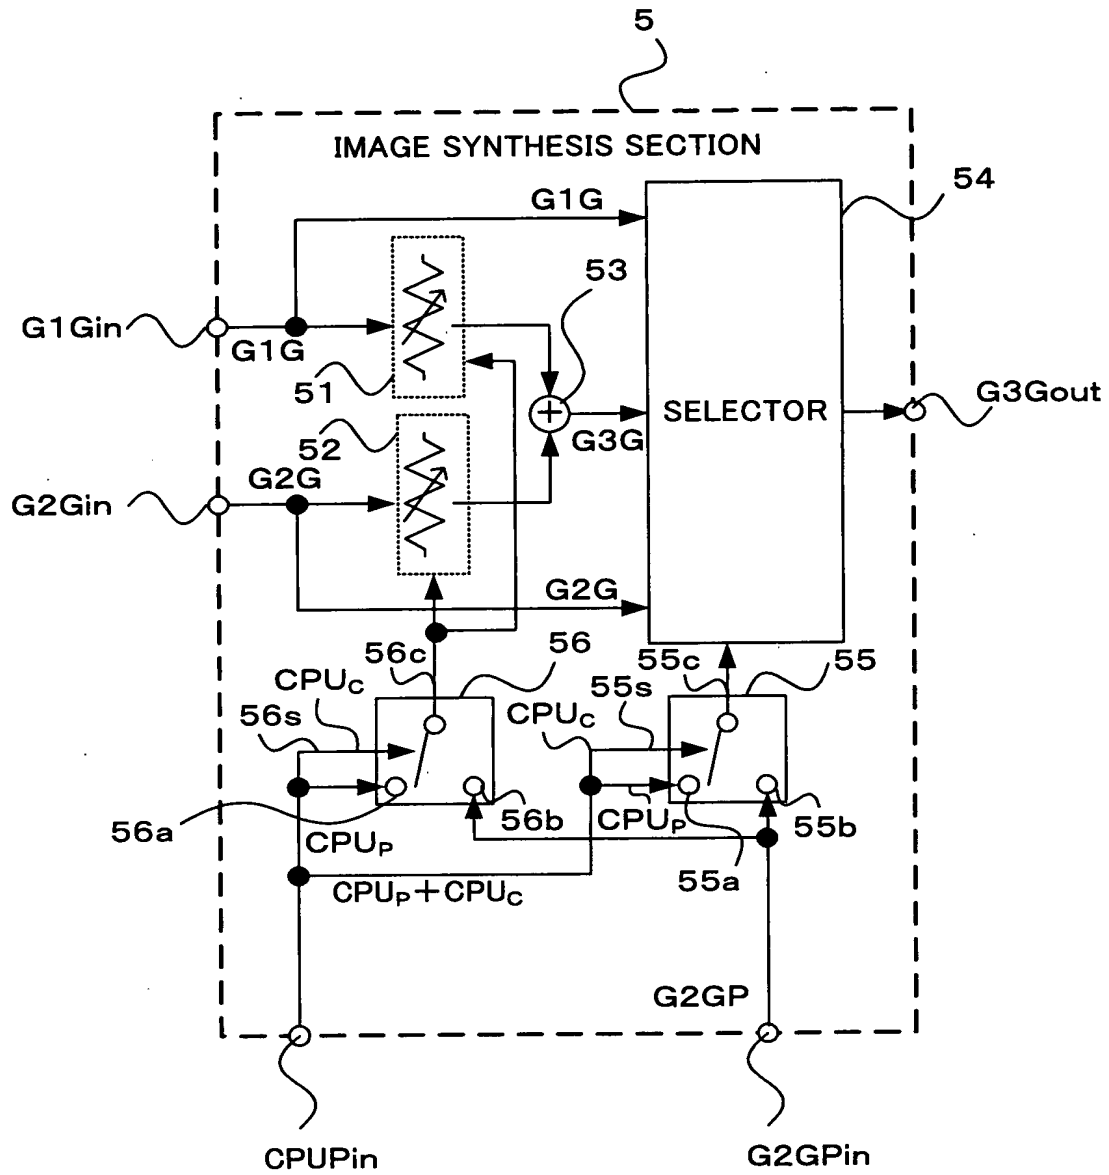 5
IMAGE SYNTHESIS SECTION
54
G1G
53
G1Gin
G1G
51
G3Gout
SELECTOR
52
G3G
G2G
G2Gin
G2G
56c
56
55c
55
CPUC
55s
56s
CPUC
56a
56b
CPUP
55b
CPUP
55a
CPUP+CPUC
G2GP
CPUPin
G2GPin